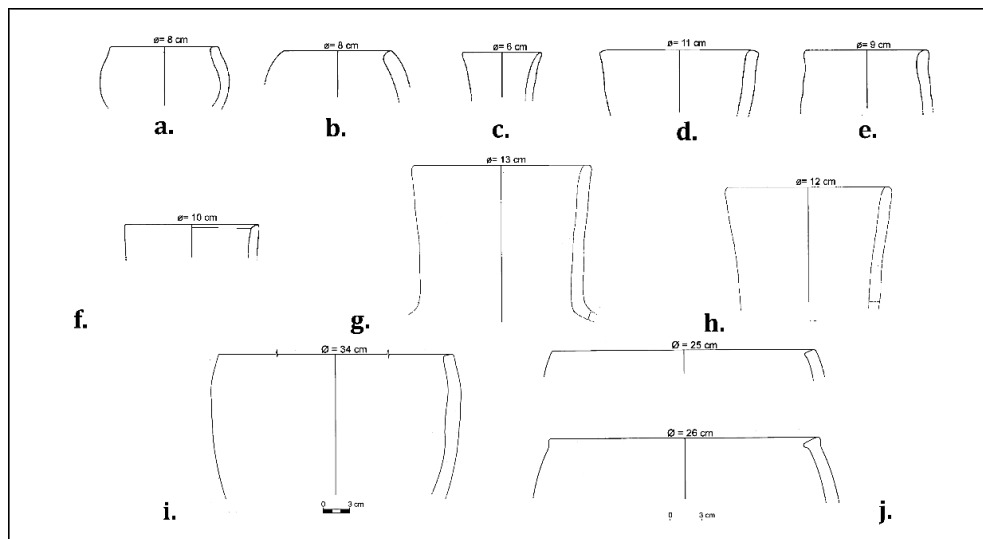 ø= 8 cm
ø= 8 cm
ø= 6 cm
ø= 11 cm
ø= 9 cm
a.
b.
c.
d.
e.
ø= 13 cm
ø= 12 cm
ø= 10 cm
f.
g.
h.
Ø = 34 cm
Ø = 25 cm
Ø = 26 cm
0 3 cm
i.
0 3 cm
j.